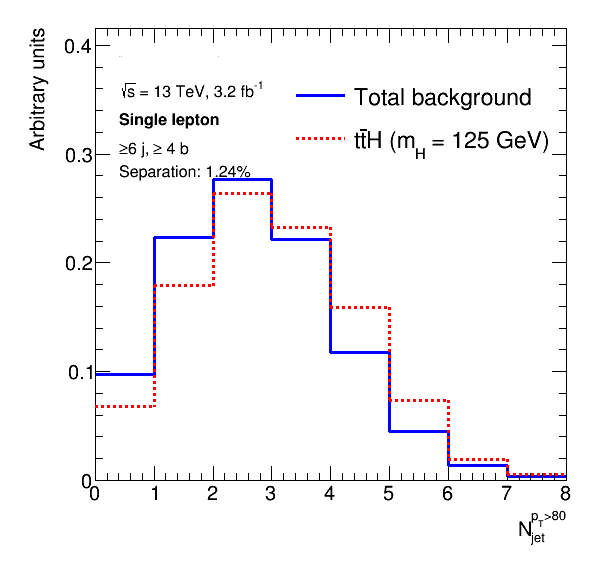 Arbitrary units
0.4
0.3
0.2
0.1
0
√s = 13 TeV, 3.2 fb⁻¹
Single lepton
≥6 j, ≥ 4 b
Separation: 1.24%
Total background
tt̄H (m_H = 125 GeV)
0 1 2 3 4 5 6 7 8
N_jet^{p_T>80}